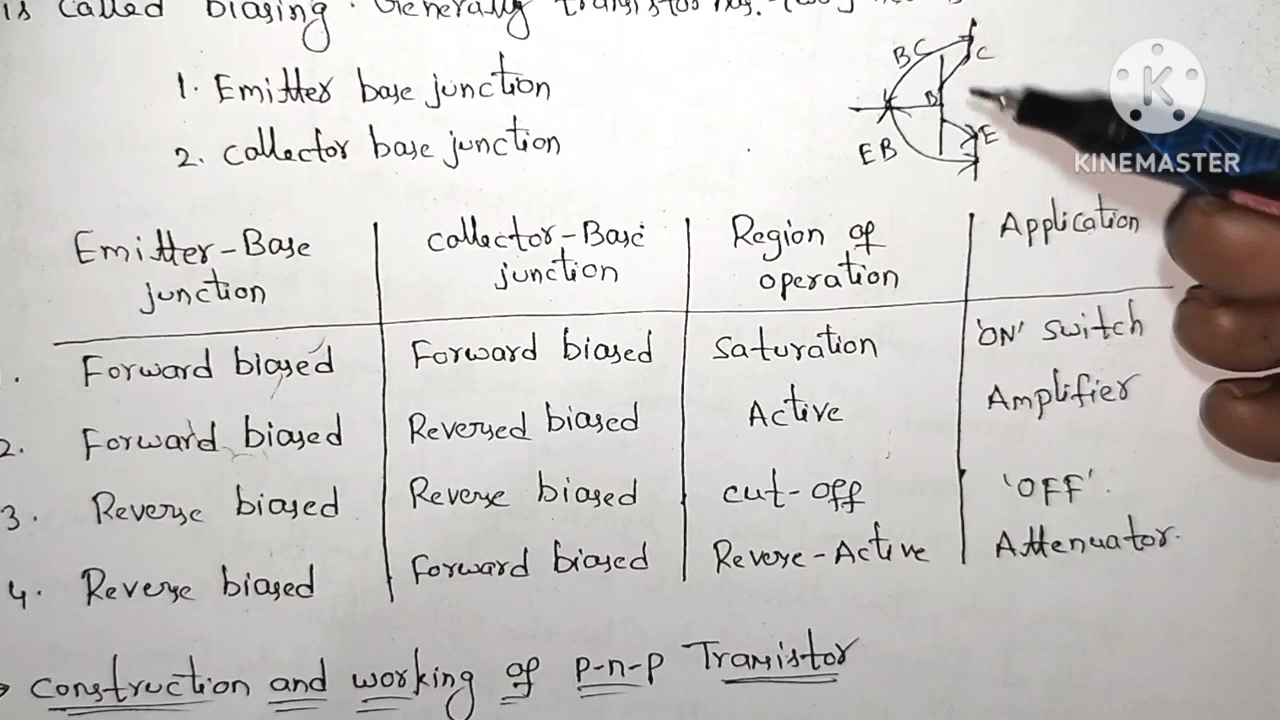 is called biasing. Generally transistor has two
1. Emitter base junction
2. collector base junction
BC
C
B
E
EB
K
KINEMASTER
Emitter-Base junction | collector-Base junction | Region of operation | Application
. Forward biased | Forward biased | Saturation | 'ON' Switch
2. Forward biased | Reversed biased | Active | Amplifier
3. Reverse biased | Reverse biased | cut-off | 'OFF'.
4. Reverse biased | Forward biased | Reverse-Active | Attenuator.
construction and working of p-n-p Transistor